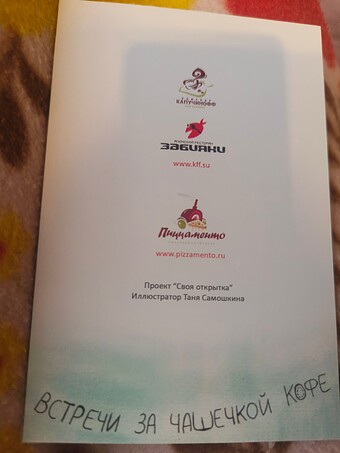 КАПУЧИНОФФ
ЗАБИЯКИ
www.kff.su
Пиццаменто
www.pizzamento.ru
Проект "Своя открытка"
Иллюстратор Таня Самошкина
ВСТРЕЧИ ЗА ЧАШЕЧКОЙ КОФЕ